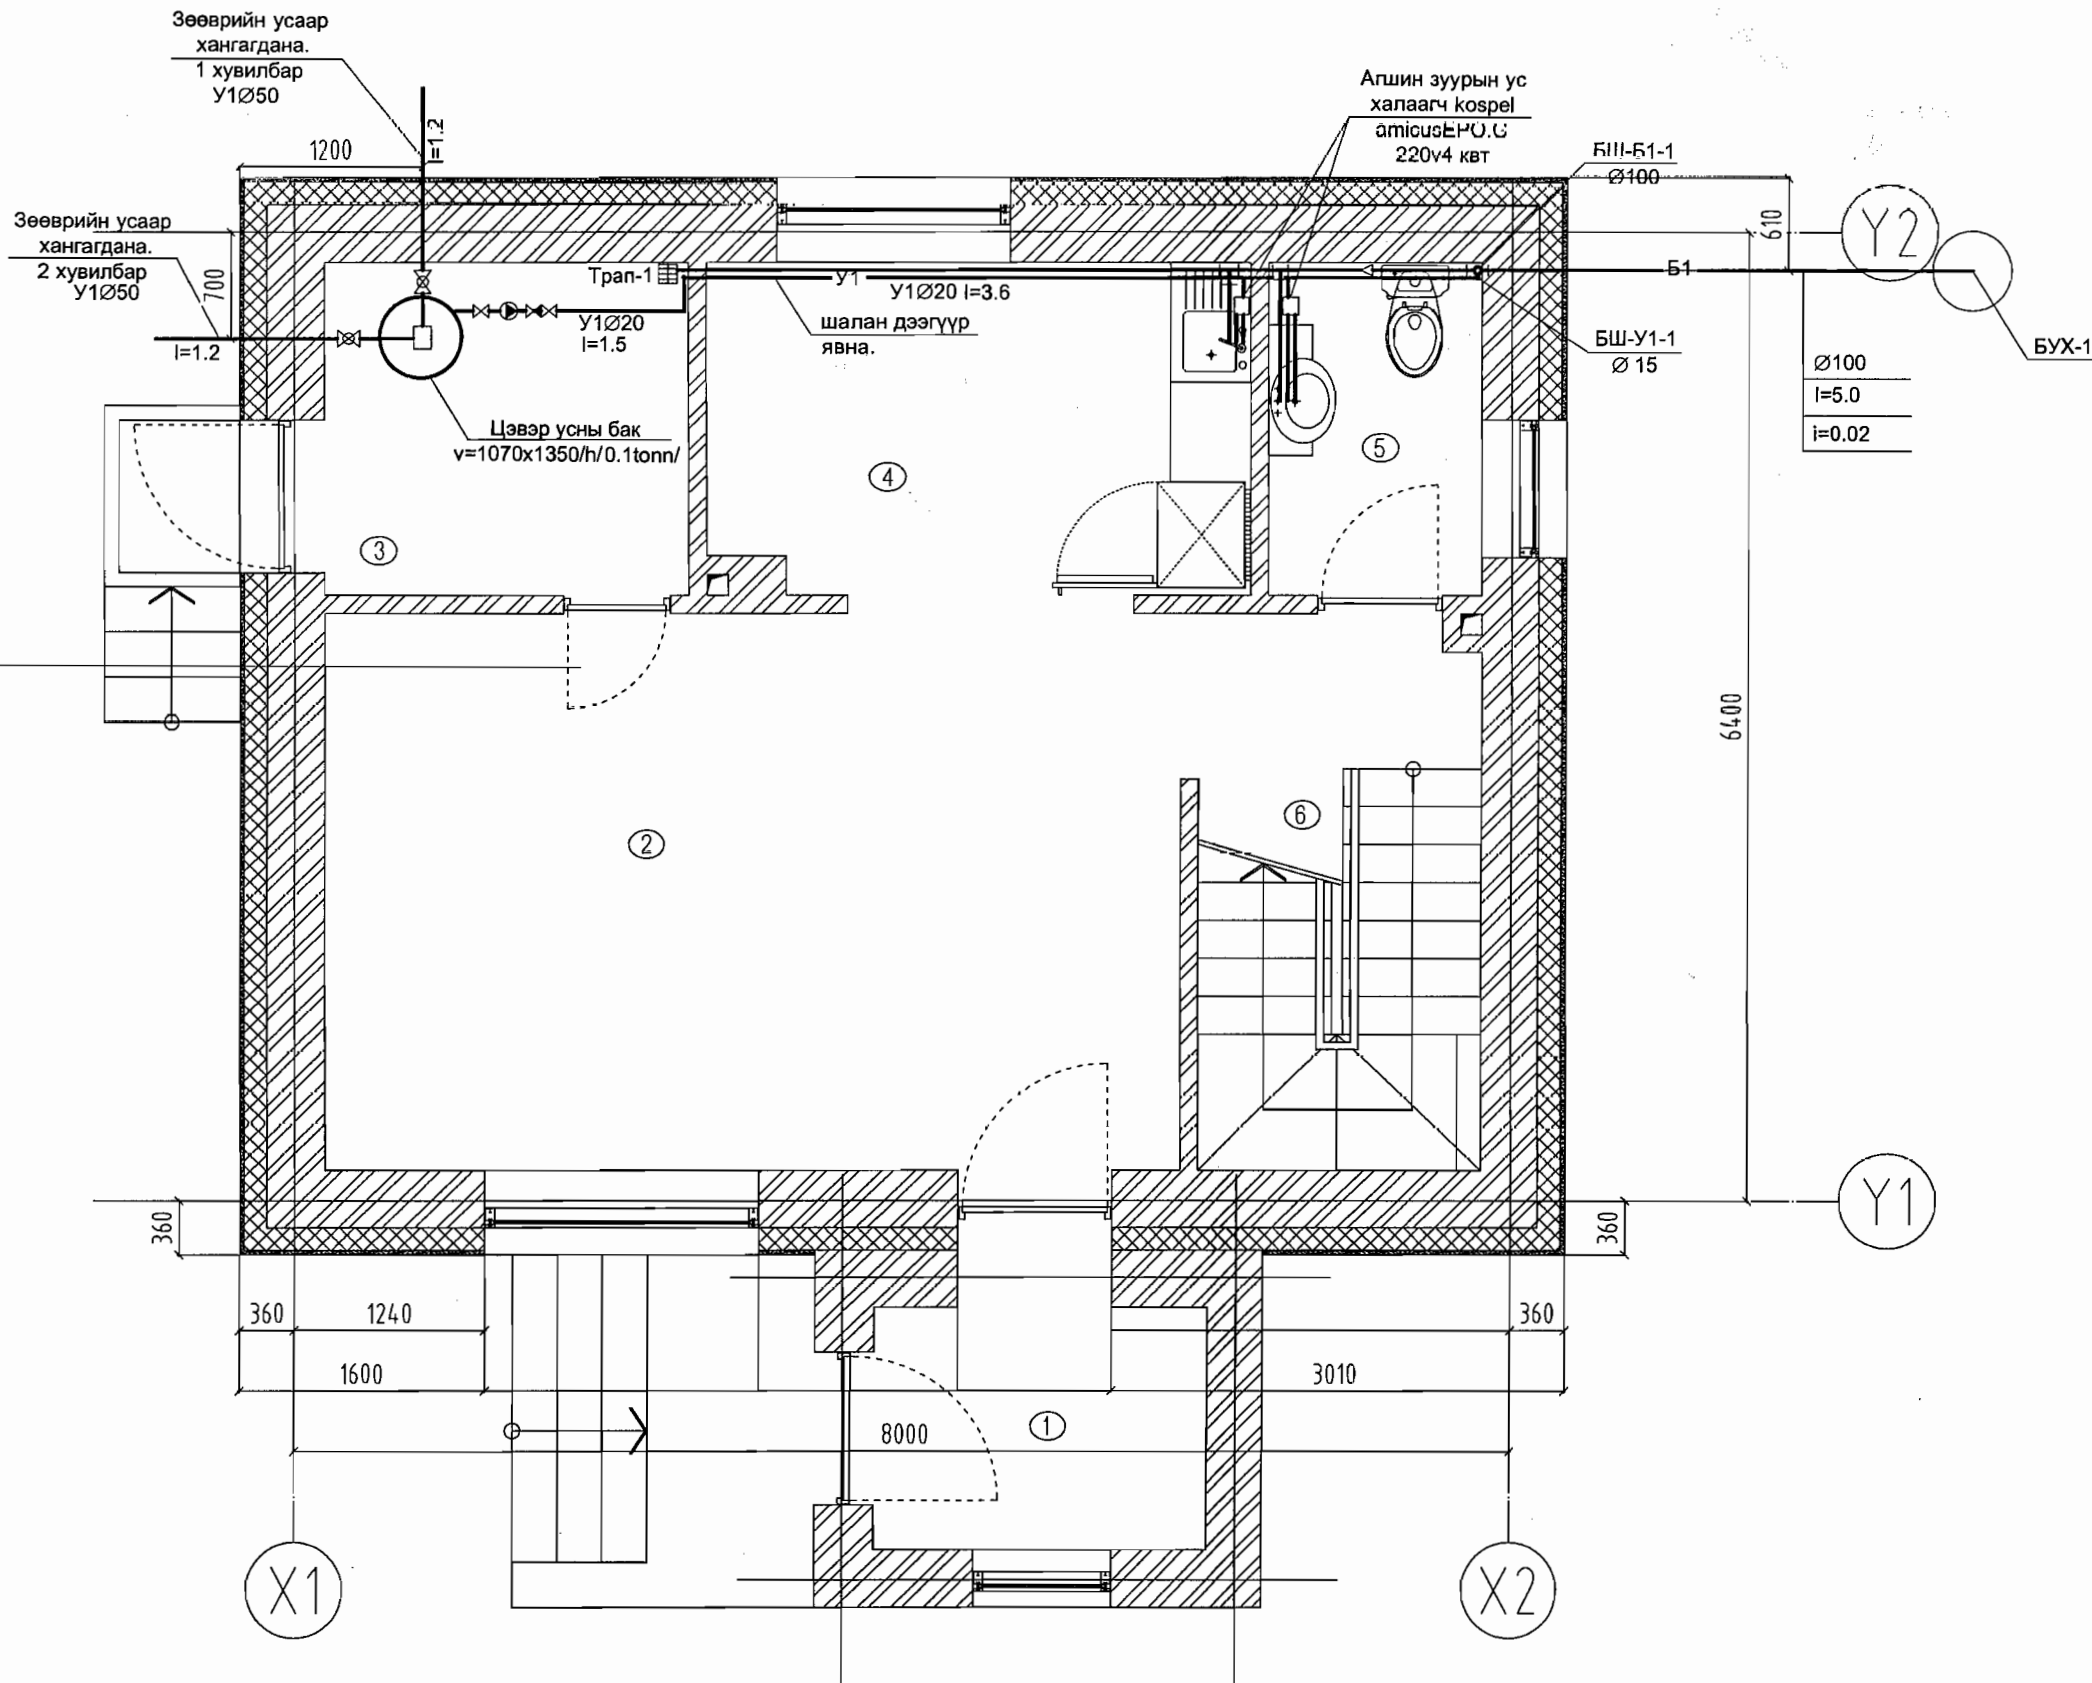 Зөөврийн усаар
хангагдана.
1 хувилбар
У1Ø50
l=1.2
1200
Зөөврийн усаар
хангагдана.
2 хувилбар
У1Ø50
700
l=1.2
Агшин зуурын ус
халаагч kospel
amicusEPO.G
220v4 квт
БШ-Б1-1
Ø100
610
Y2
Трап-1
У1
У1Ø20 l=3.6
Б1
У1Ø20
l=1.5
шалан дээгүүр
явна.
БШ-У1-1
Ø 15
БУХ-1
Ø100
l=5.0
i=0.02
Цэвэр усны бак
v=1070x1350/h/0.1tonn/
3
4
5
6400
2
6
360
360
Y1
360
1240
360
1600
3010
8000
1
X1
X2